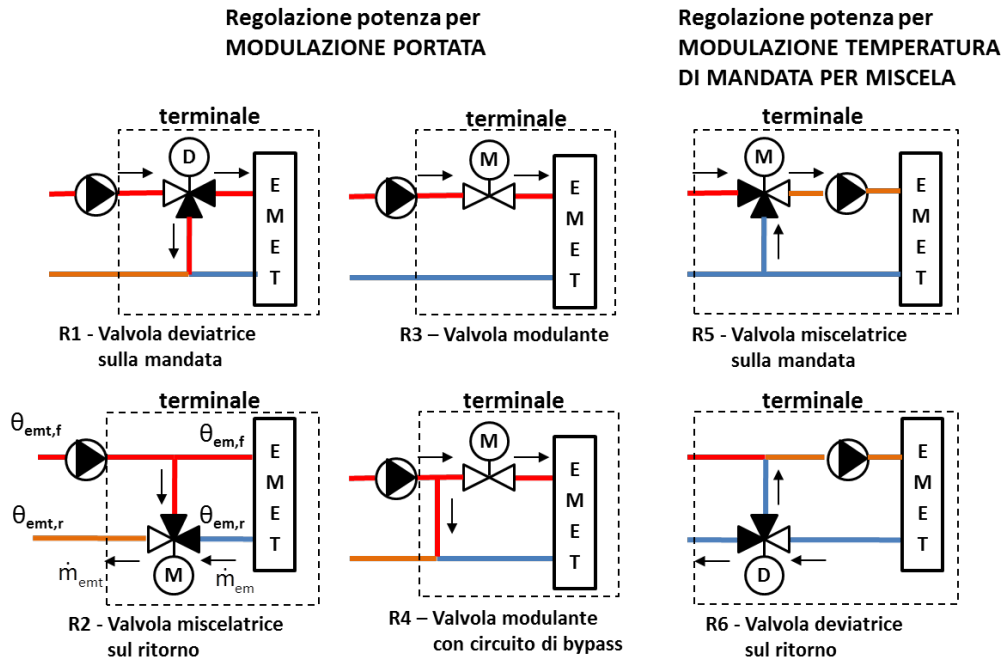 Regolazione potenza per
MODULAZIONE PORTATA
Regolazione potenza per
MODULAZIONE TEMPERATURA
DI MANDATA PER MISCELA
terminale
D
E
M
E
T
R1 - Valvola deviatrice
sulla mandata
terminale
M
E
M
E
T
R3 – Valvola modulante
terminale
M
E
M
E
T
R5 - Valvola miscelatrice
sulla mandata
terminale
θemt,f
θem,f
θemt,r
θem,r
ṁemt
ṁem
M
E
M
E
T
R2 - Valvola miscelatrice
sul ritorno
terminale
M
E
M
E
T
R4 – Valvola modulante
con circuito di bypass
terminale
D
E
M
E
T
R6 – Valvola deviatrice
sul ritorno